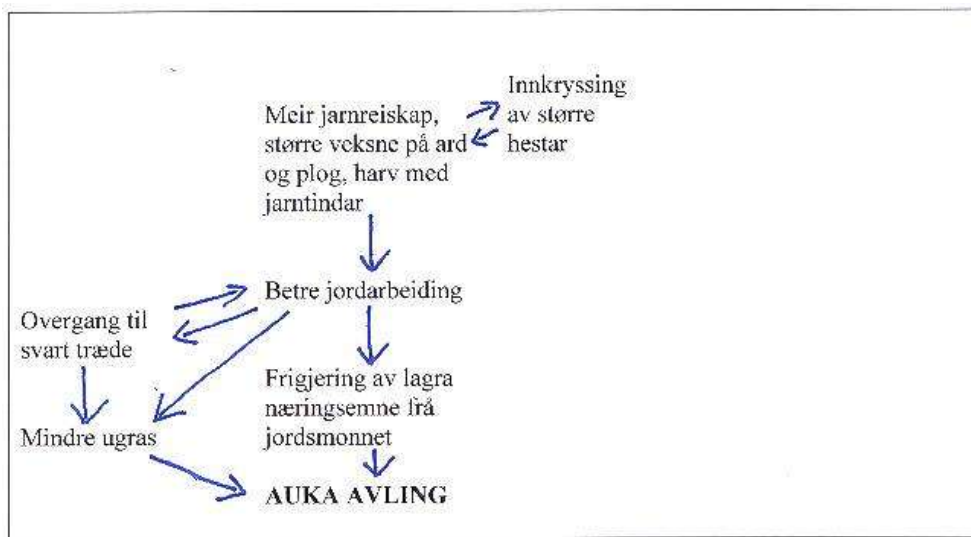 Innkryssing
av større
hestar
Meir jarnreiskap,
større veksne på ard
og plog, harv med
jarntindar
Betre jordarbeiding
Overgang til
svart træde
Frigjering av lagra
næringsemne frå
jordsmonnet
Mindre ugras
AUKA AVLING